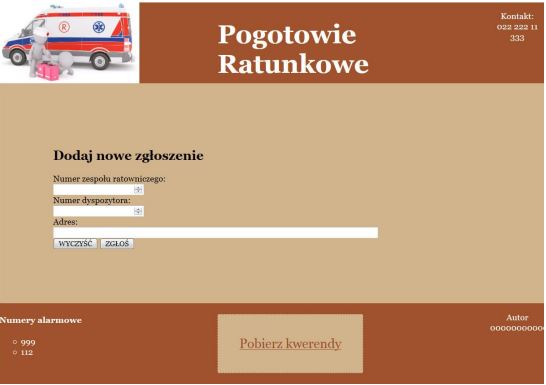 Pogotowie
Ratunkowe
Kontakt:
022 222 11
333
Dodaj nowe zgłoszenie
Numer zespołu ratowniczego:
Numer dyspozytora:
Adres:
WYCZYŚĆ ZGŁOŚ
Numery alarmowe
999
112
Pobierz kwerendy
Autor
00000000000